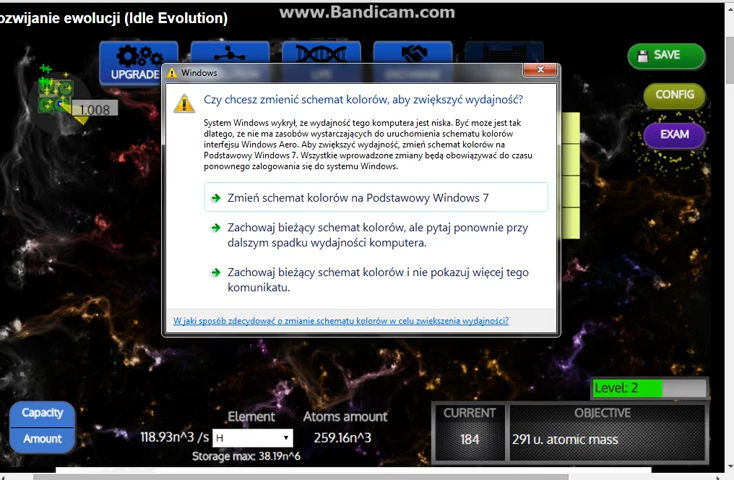 www.Bandicam.com
ozwijanie ewolucji (Idle Evolution)
UPGRADE
SAVE
CONFIG
EXAM
1.008
Windows
Czy chcesz zmienić schemat kolorów, aby zwiększyć wydajność?
System Windows wykrył, że wydajność tego komputera jest niska. Być może jest tak
dlatego, że nie ma zasobów wystarczających do uruchomienia schematu kolorów
interfejsu Windows Aero. Aby zwiększyć wydajność, zmień schemat kolorów na
Podstawowy Windows 7. Wszystkie wprowadzone zmiany będą obowiązywać do czasu
ponownego zalogowania się do systemu Windows.
Zmień schemat kolorów na Podstawowy Windows 7
Zachowaj bieżący schemat kolorów, ale pytaj ponownie przy
dalszym spadku wydajności komputera.
Zachowaj bieżący schemat kolorów i nie pokazuj więcej tego
komunikatu.
W jaki sposób zdecydować o zmianie schematu kolorów w celu zwiększenia wydajności?
Level: 2
Capacity
Amount
Element
Atoms amount
118.93n^3 /s
H
259.16n^3
Storage max: 38.19n^6
CURRENT
OBJECTIVE
184
291 u. atomic mass